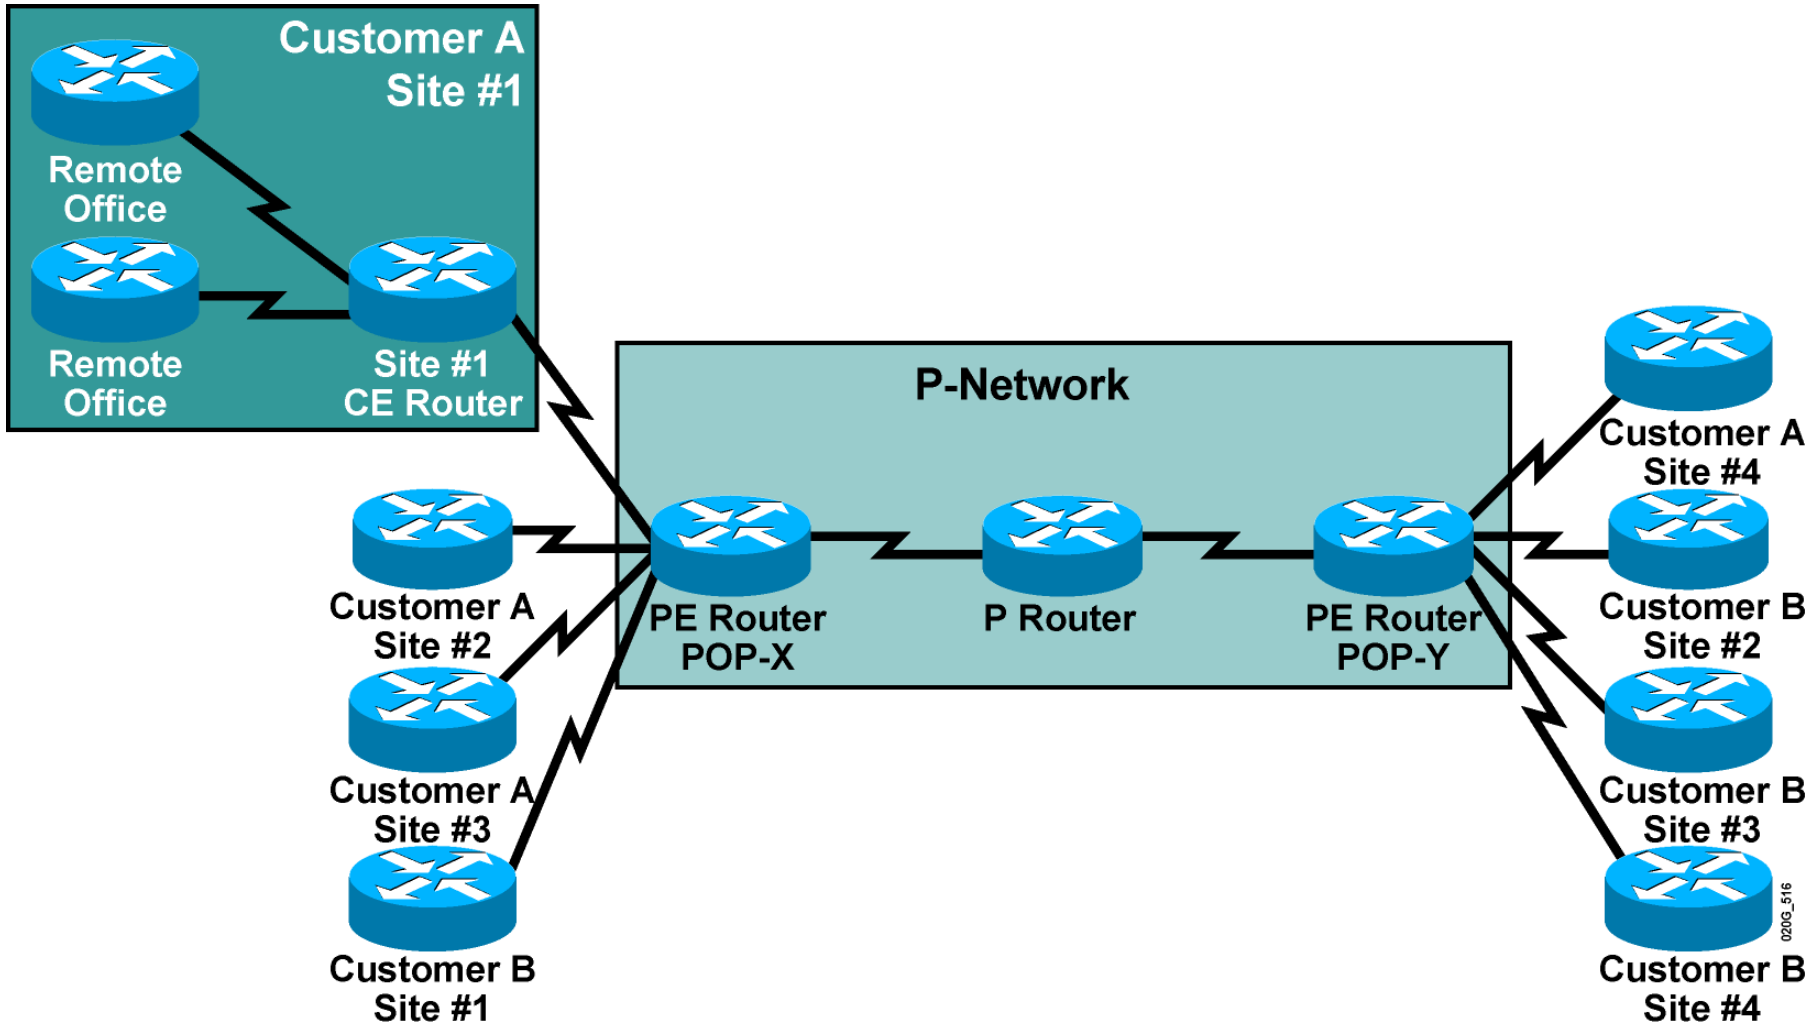 Customer A
Site #1
Remote
Office
Remote
Office
Site #1
CE Router
P-Network
Customer A
Site #2
Customer A
Site #3
Customer B
Site #1
PE Router
POP-X
P Router
PE Router
POP-Y
Customer A
Site #4
Customer B
Site #2
Customer B
Site #3
Customer B
Site #4
020G_516